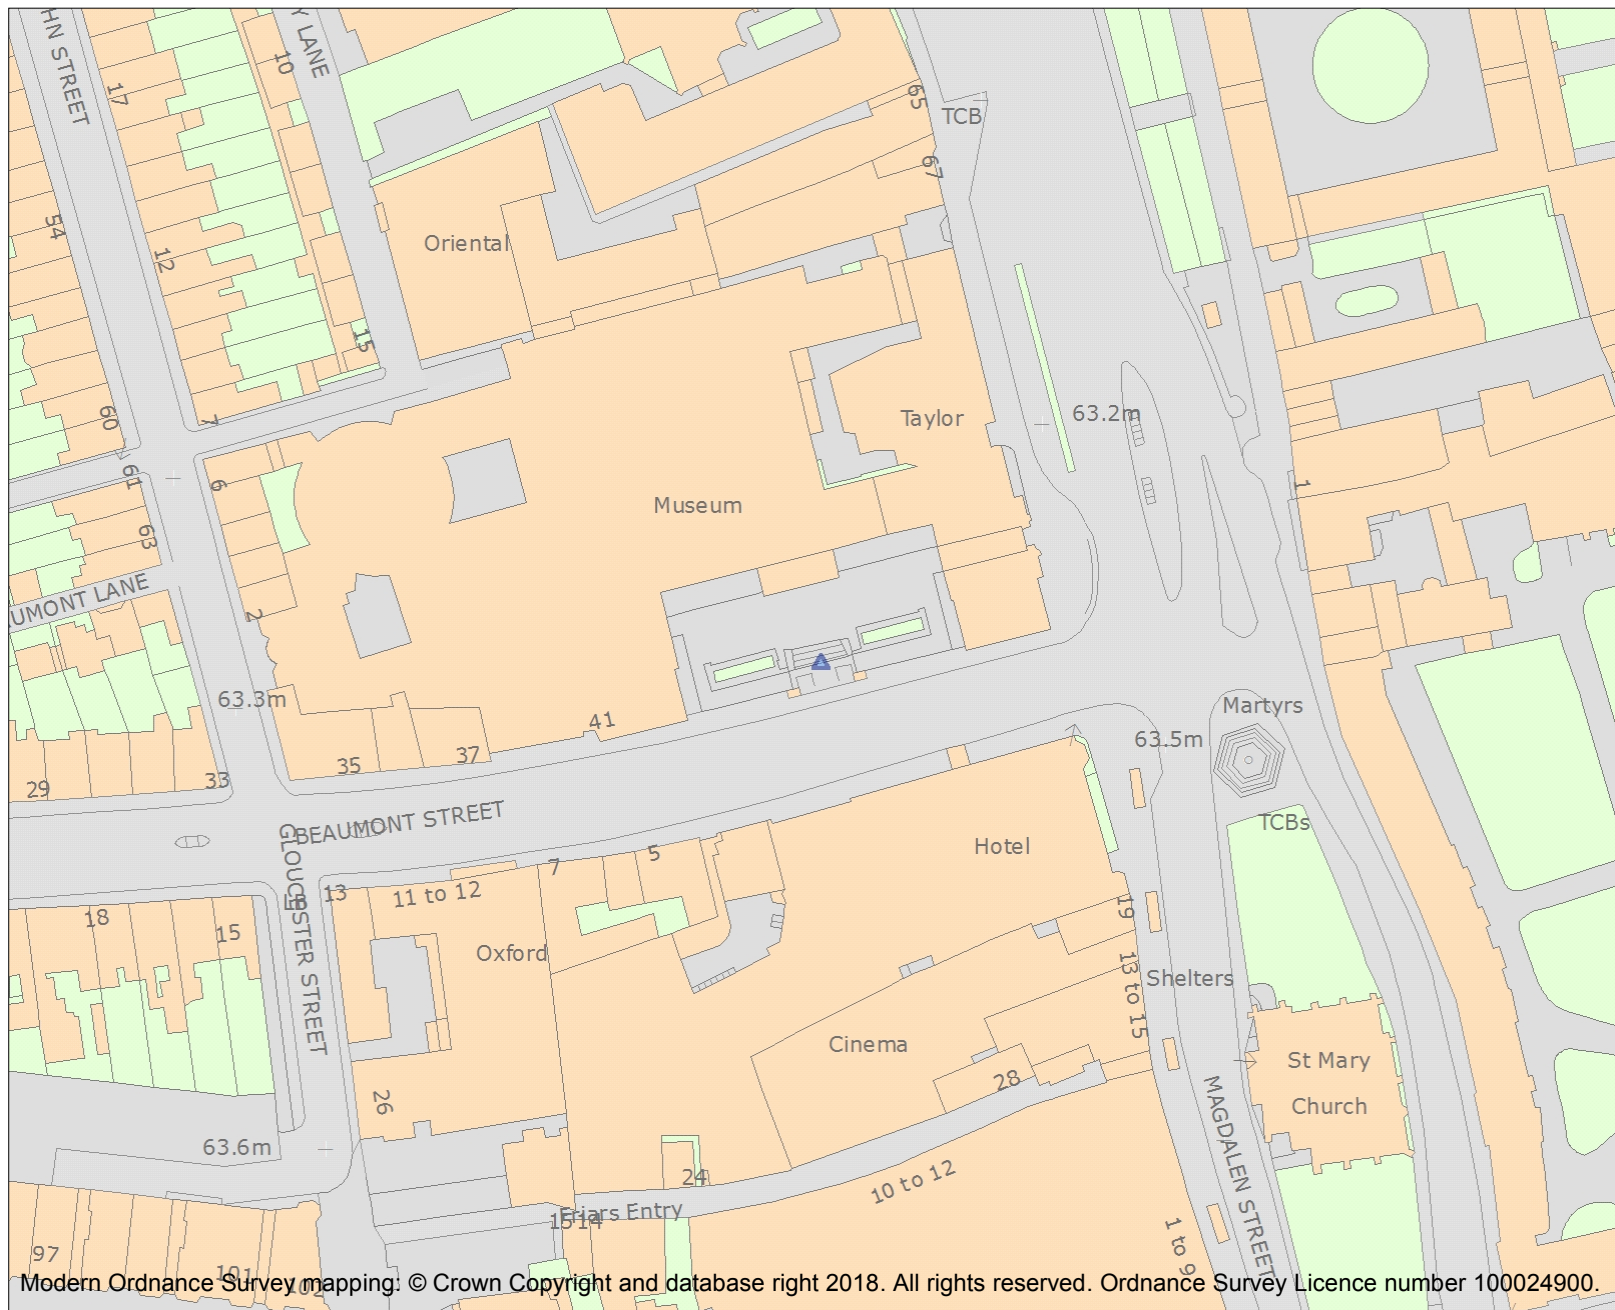 HN STREET
Y LANE
10
17
65
TCB
67
54
12
Oriental
15
60
7
63.2m
Taylor
61
6
1
Museum
63
AUMONT LANE
2
63.3m
Martyrs
41
63.5m
35
37
29
33
BEAUMONT STREET
TCBs
GLOUCESTER STREET
Hotel
5
7
13
11 to 12
LB
18
15
19
Oxford
13 to 15
Shelters
Cinema
St Mary
Church
28
26
MAGDALEN STREET
63.6m
24
10 to 12
Friars Entry
15
14
1 to 9
97
101
102
Modern Ordnance Survey mapping: © Crown Copyright and database right 2018. All rights reserved. Ordnance Survey Licence number 100024900.